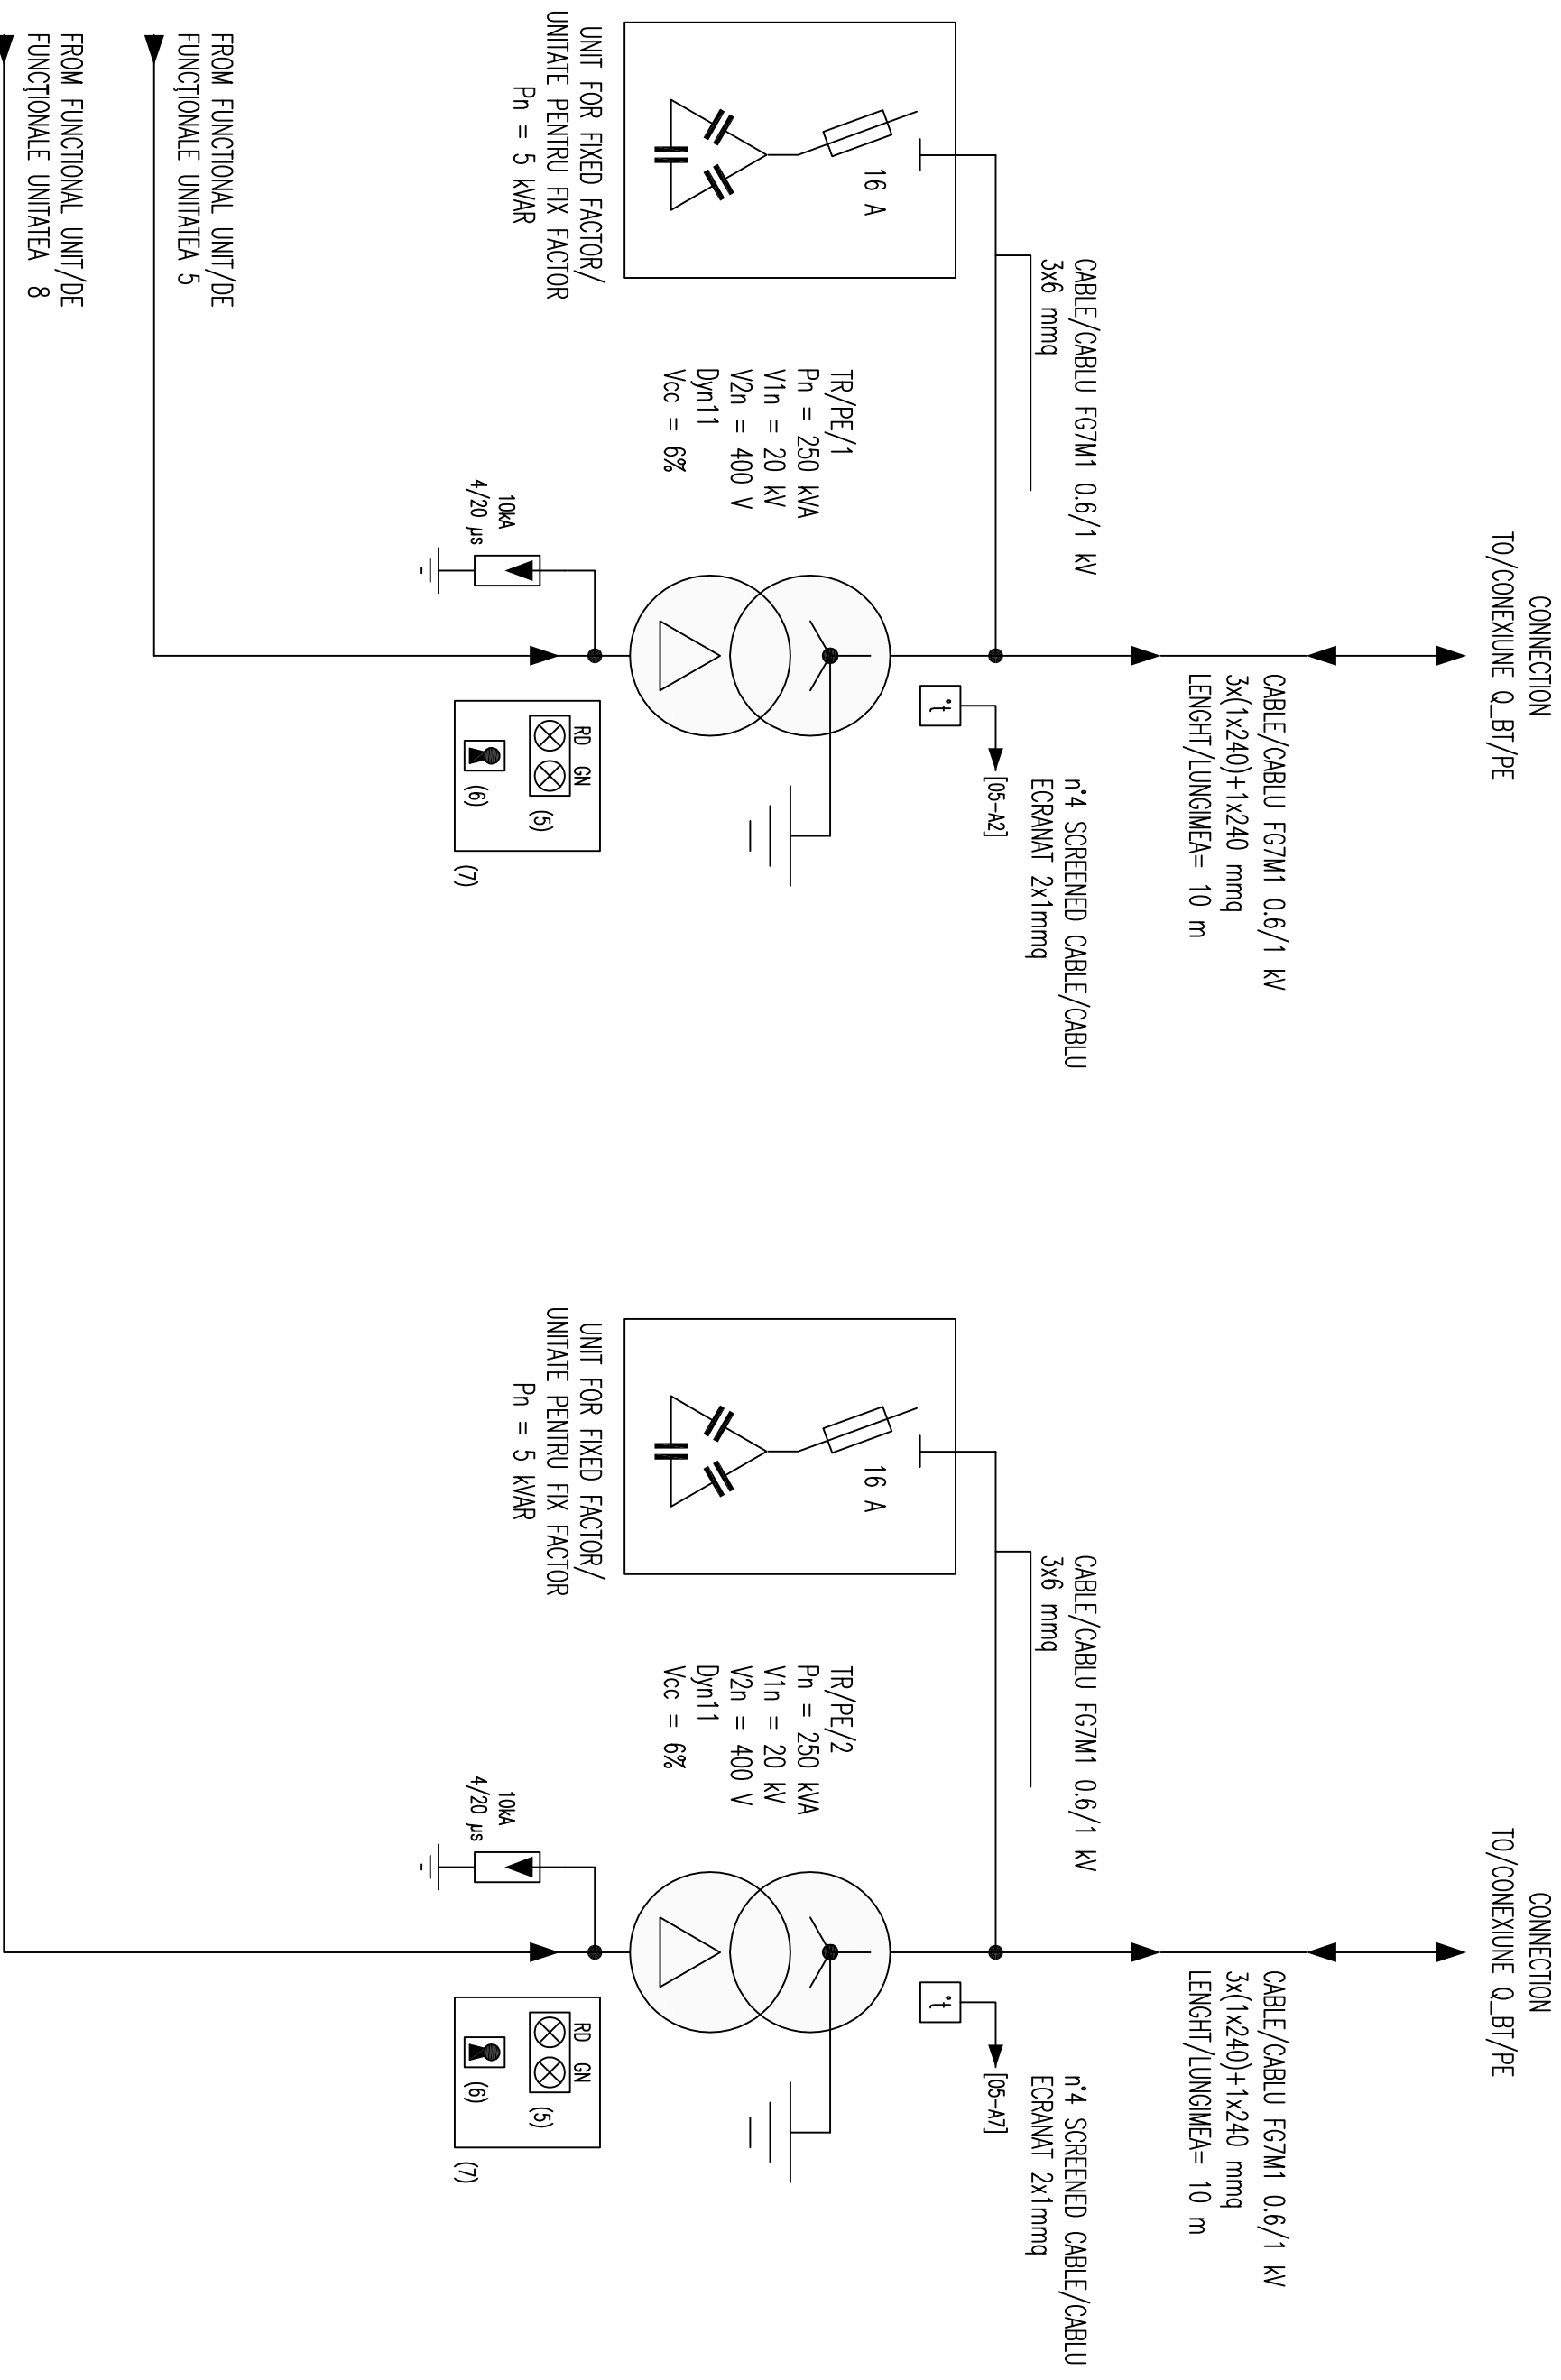 CONNECTION
TO/CONEXIUNE Q_BT/PE
CABLE/CABLU FG7M1 0.6/1 kV
3x(1x240)+1x240 mmq
LENGHT/LUNGIMEA= 10 m
CABLE/CABLU FG7M1 0.6/1 kV
3x6 mmq
n°4 SCREENED CABLE/CABLU
ECRANAT 2x1mmq
[05-A2]
t°
16 A
UNIT FOR FIXED FACTOR/
UNITATE PENTRU FIX FACTOR
Pn = 5 kVAR
TR/PE/1
Pn = 250 kVA
V1n = 20 kV
V2n = 400 V
Dyn11
Vcc = 6%
10kA
4/20 µs
RD GN
(5)
(6)
(7)
FROM FUNCTIONAL UNIT/DE
FUNCŢIONALE UNITATEA 5
FROM FUNCTIONAL UNIT/DE
FUNCŢIONALE UNITATEA 8
CONNECTION
TO/CONEXIUNE Q_BT/PE
CABLE/CABLU FG7M1 0.6/1 kV
3x(1x240)+1x240 mmq
LENGHT/LUNGIMEA= 10 m
CABLE/CABLU FG7M1 0.6/1 kV
3x6 mmq
n°4 SCREENED CABLE/CABLU
ECRANAT 2x1mmq
[05-A7]
t°
16 A
UNIT FOR FIXED FACTOR/
UNITATE PENTRU FIX FACTOR
Pn = 5 kVAR
TR/PE/2
Pn = 250 kVA
V1n = 20 kV
V2n = 400 V
Dyn11
Vcc = 6%
10kA
4/20 µs
RD GN
(5)
(6)
(7)